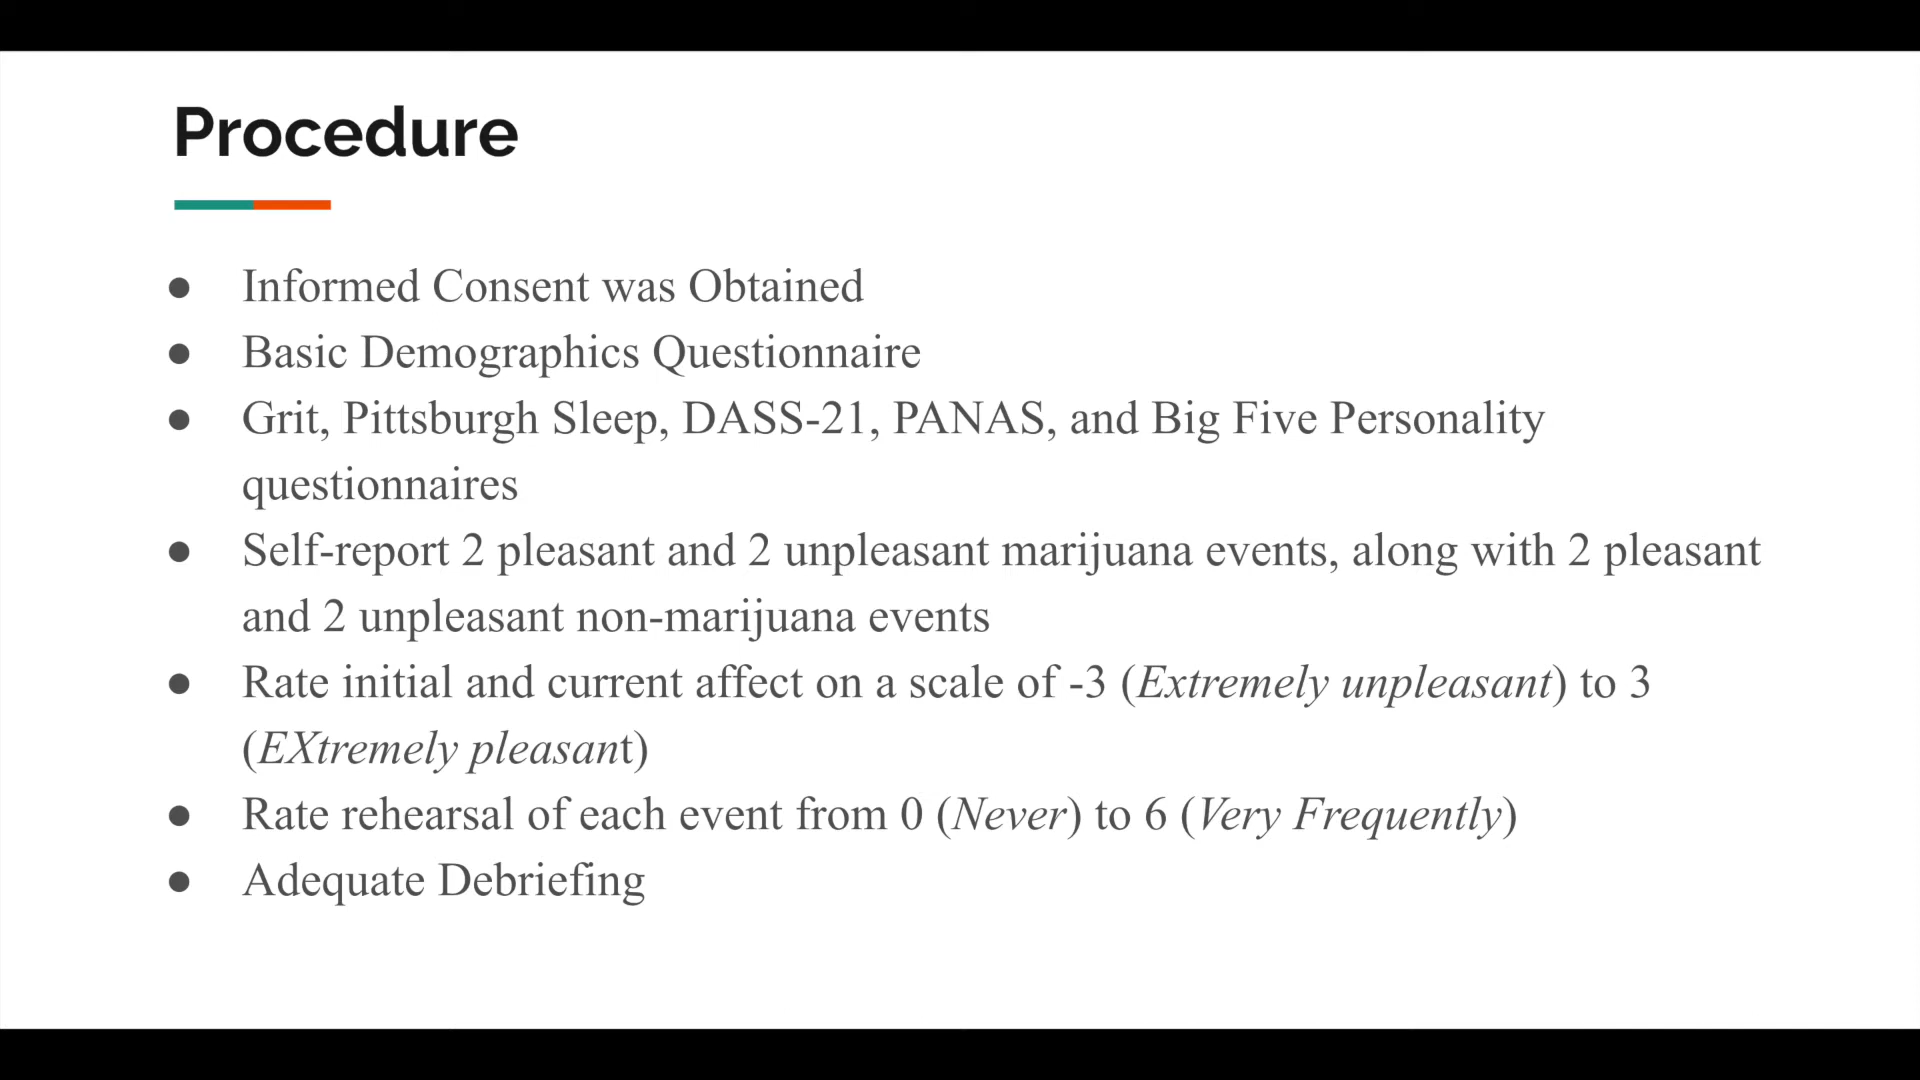 Procedure
● Informed Consent was Obtained
● Basic Demographics Questionnaire
● Grit, Pittsburgh Sleep, DASS-21, PANAS, and Big Five Personality
questionnaires
● Self-report 2 pleasant and 2 unpleasant marijuana events, along with 2 pleasant
and 2 unpleasant non-marijuana events
● Rate initial and current affect on a scale of -3 (Extremely unpleasant) to 3
(EXtremely pleasant)
● Rate rehearsal of each event from 0 (Never) to 6 (Very Frequently)
● Adequate Debriefing